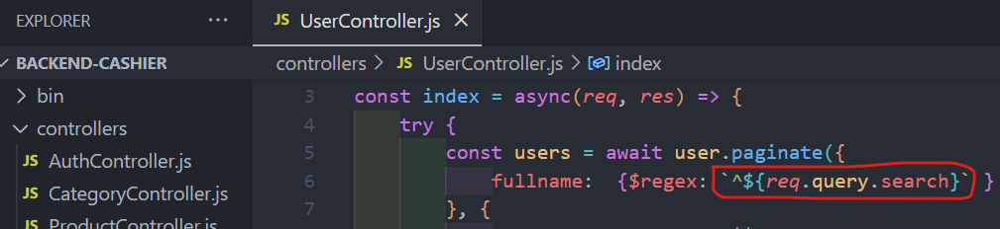 EXPLORER ... JS UserController.js ×
BACKEND-CASHIER controllers > JS UserController.js > index
> bin
controllers
JS AuthController.js
JS CategoryController.js
JS ProductController.js
3 const index = async(req, res) => {
4 try {
5 const users = await user.paginate({
6 fullname: {$regex: `^${req.query.search}` }
7 }, {